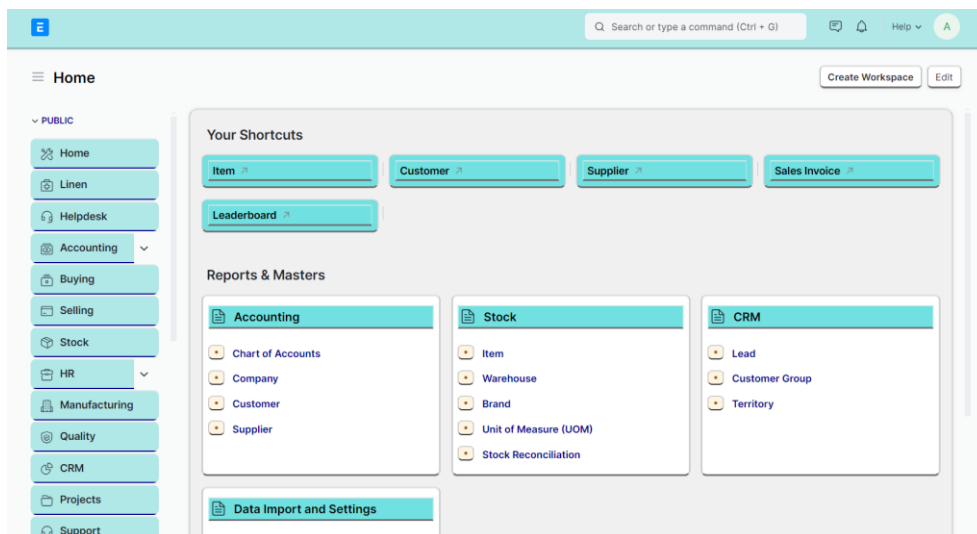 E
Search or type a command (Ctrl + G)
Help
A
Home
Create Workspace
Edit
PUBLIC
Home
Linen
Helpdesk
Accounting
Buying
Selling
Stock
HR
Manufacturing
Quality
CRM
Projects
Support
Your Shortcuts
Item
Customer
Supplier
Sales Invoice
Leaderboard
Reports & Masters
Accounting
Chart of Accounts
Company
Customer
Supplier
Stock
Item
Warehouse
Brand
Unit of Measure (UOM)
Stock Reconciliation
CRM
Lead
Customer Group
Territory
Data Import and Settings